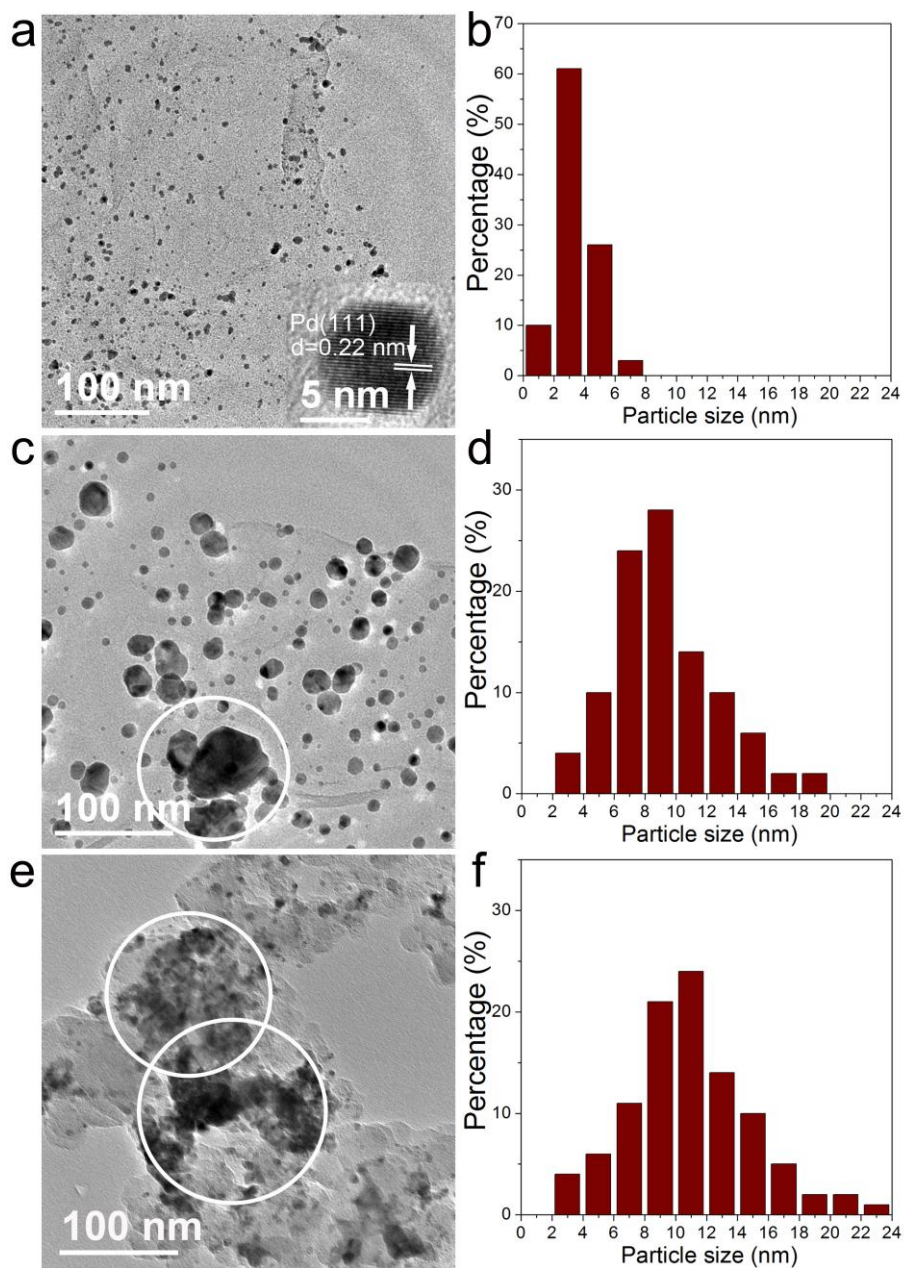 a
Pd(111)
d=0.22 nm
100 nm
5 nm
b
Percentage (%)
70
60
50
40
30
20
10
0
0 2 4 6 8 10 12 14 16 18 20 22 24
Particle size (nm)
c
100 nm
d
Percentage (%)
30
20
10
0
0 2 4 6 8 10 12 14 16 18 20 22 24
Particle size (nm)
e
100 nm
f
Percentage (%)
30
20
10
0
0 2 4 6 8 10 12 14 16 18 20 22 24
Particle size (nm)